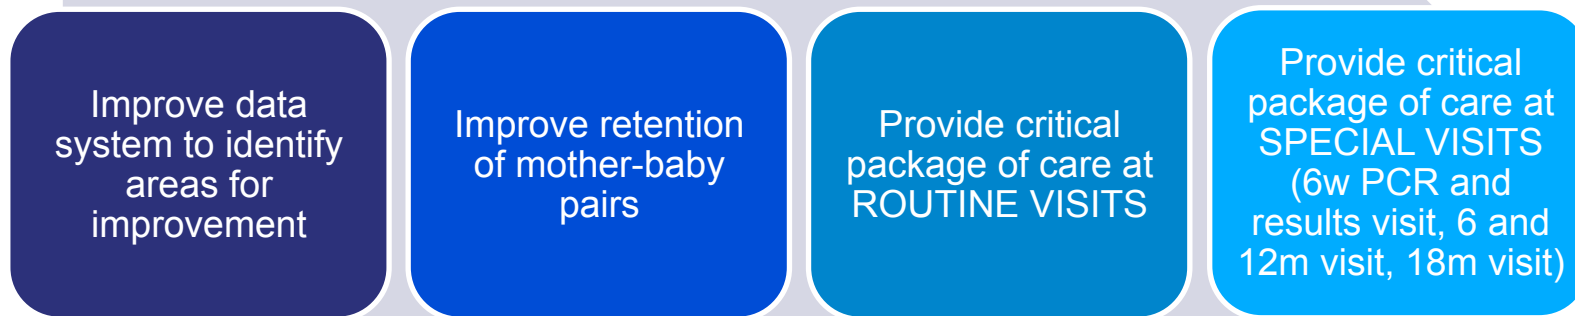 Improve data
system to identify
areas for
improvement
Improve retention
of mother-baby
pairs
Provide critical
package of care at
ROUTINE VISITS
Provide critical
package of care at
SPECIAL VISITS
(6w PCR and
results visit, 6 and
12m visit, 18m visit)